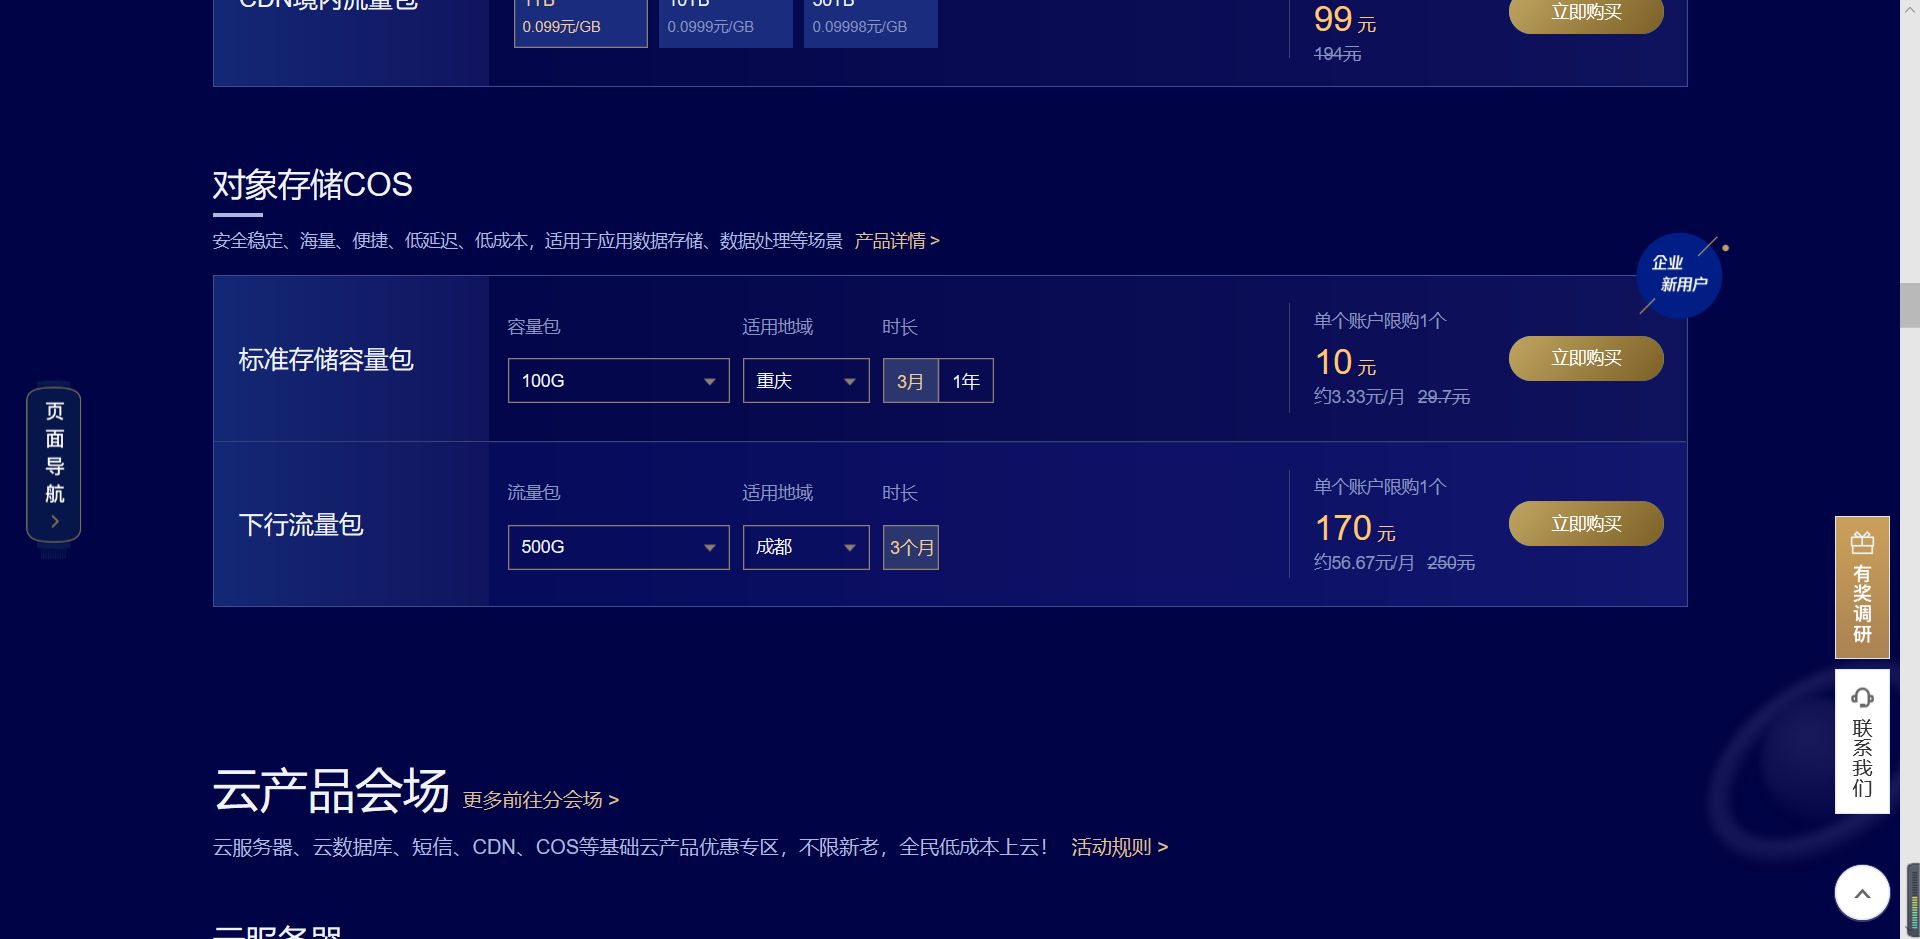 CDN境内流量包
1TB
10TB
50TB
0.099元/GB
0.0999元/GB
0.09998元/GB
99 元
194元
立即购买
对象存储COS
安全稳定、海量、便捷、低延迟、低成本，适用于应用数据存储、数据处理等场景 产品详情 >
企业
新用户
标准存储容量包
容量包
适用地域
时长
100G
重庆
3月
1年
单个账户限购1个
10 元
约3.33元/月 29.7元
立即购买
下行流量包
流量包
适用地域
时长
500G
成都
3个月
单个账户限购1个
170 元
约56.67元/月 250元
立即购买
页面导航
有奖调研
联系我们
云产品会场 更多前往分会场 >
云服务器、云数据库、短信、CDN、COS等基础云产品优惠专区，不限新老，全民低成本上云！ 活动规则 >
云服务器